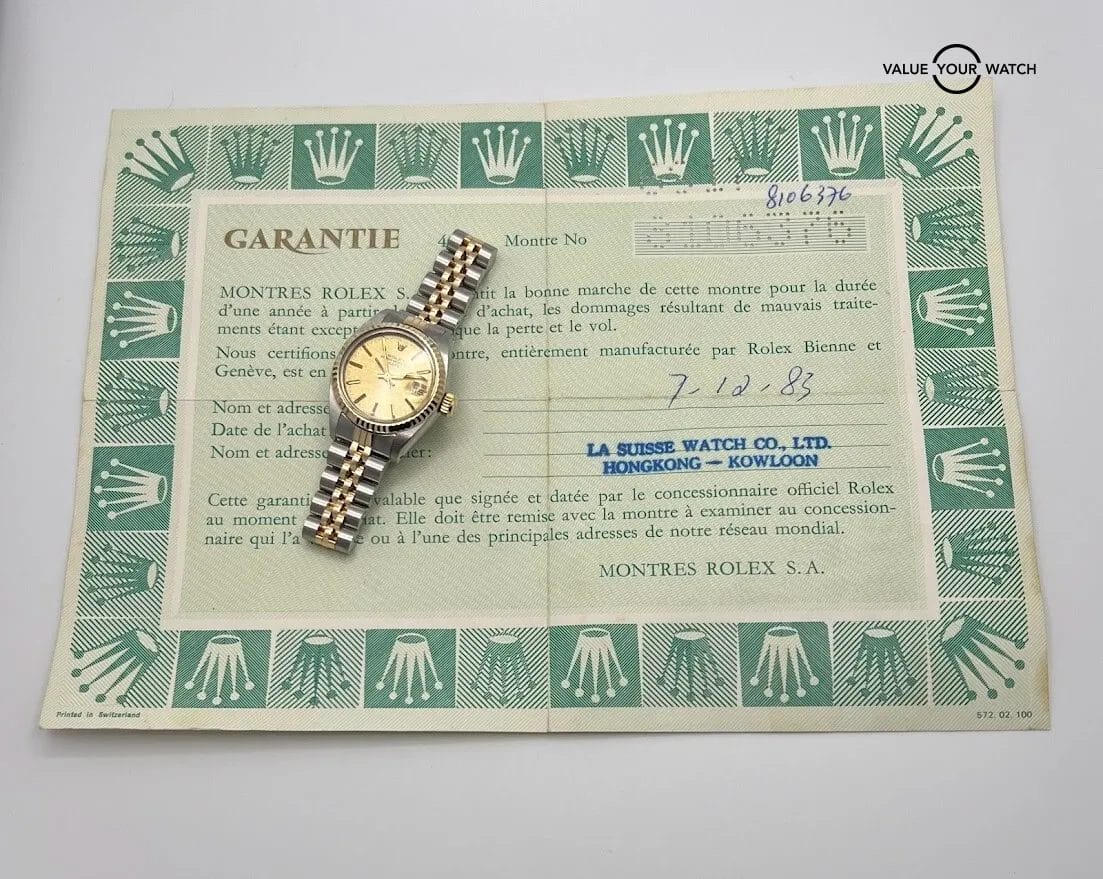 VALUE YOUR WATCH
8106376
GARANTIE Montre No
MONTRES ROLEX S. la bonne marche de cette montre pour la durée
d'une année à partir d'achat, les dommages résultant de mauvais traite-
ments étant except que la perte et le vol.
Nous certifions ontre, entièrement manufacturée par Rolex Bienne et
Genève, est en
7-12-83
Nom et adresse
Date de l'achat
Nom et adresse ier:
LA SUISSE WATCH CO., LTD.
HONGKONG — KOWLOON
Cette garanti valable que signée et datée par le concessionnaire officiel Rolex
au moment at. Elle doit être remise avec la montre à examiner au concession-
naire qui l'a ou à l'une des principales adresses de notre réseau mondial.
MONTRES ROLEX S.A.
Printed in Switzerland
572. 02. 100